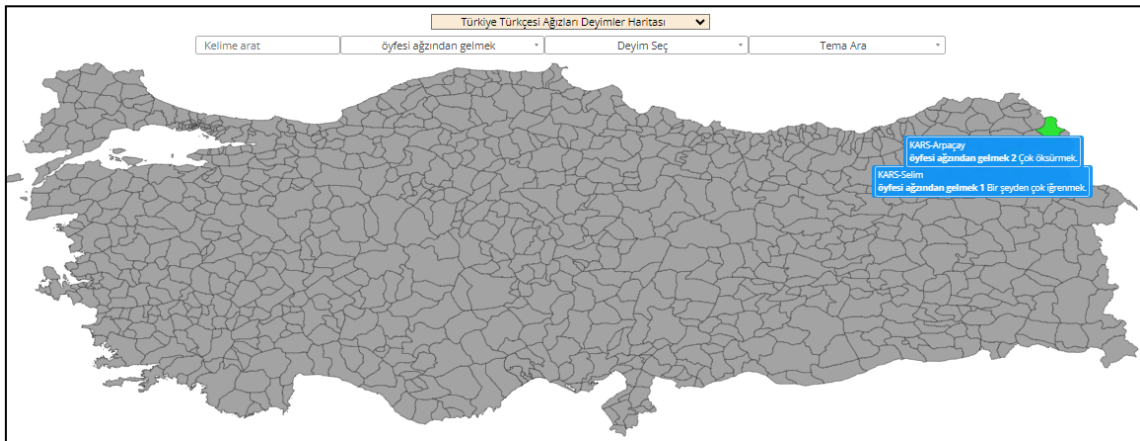 Türkiye Türkçesi Ağızları Deyimler Haritası
Kelime arat
öyfesi ağzından gelmek
Deyim Seç
Tema Ara
KARS-Arpaçay
öyfesi ağzından gelmek 2 Çok öksürmek.
KARS-Selim
öyfesi ağzından gelmek 1 Bir şeyden çok iğrenmek.